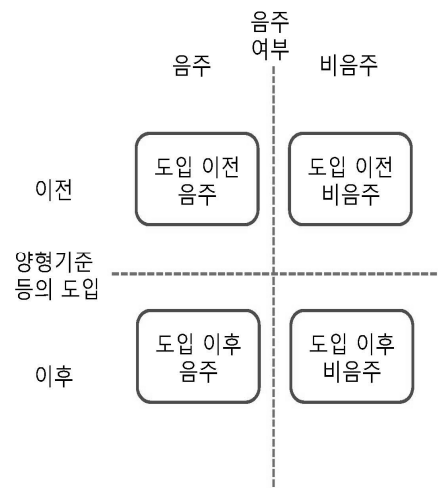 음주
여부
음주
비음주
이전
도입 이전
음주
도입 이전
비음주
양형기준
등의 도입
이후
도입 이후
음주
도입 이후
비음주